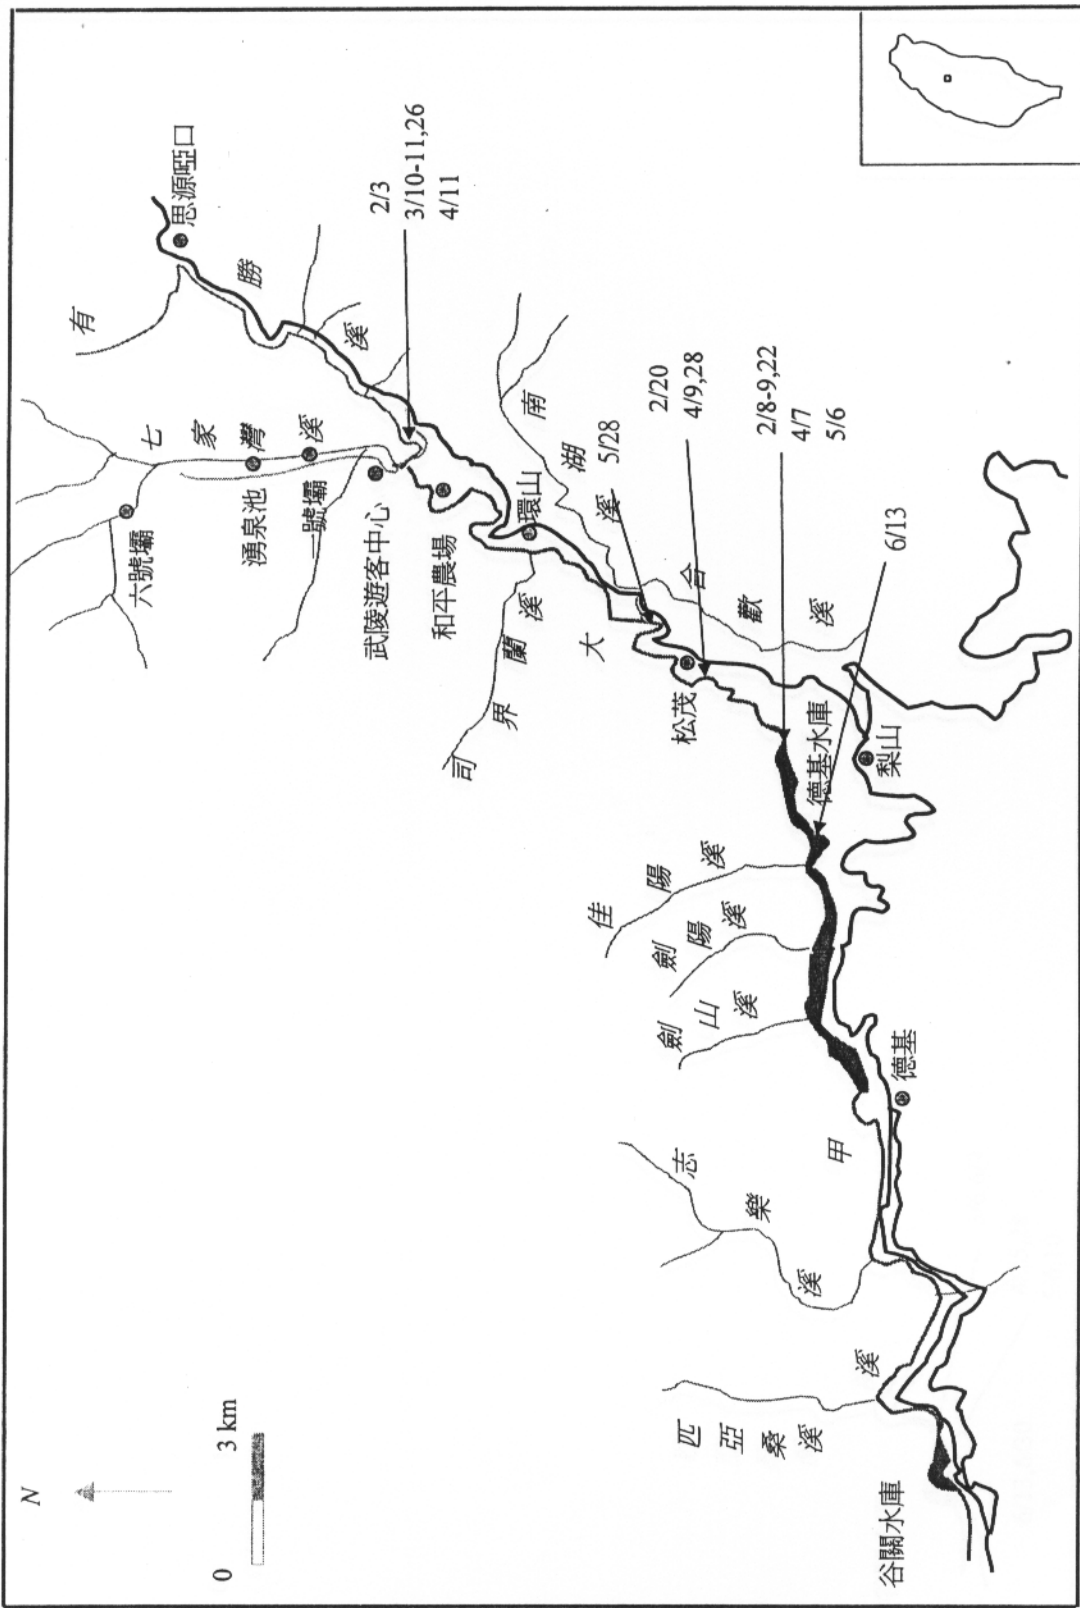 N
0 3 km
思源啞口
有勝溪
七家灣溪
六號壩
湧泉池
一號壩
武陵遊客中心
和平農場
環山
司界蘭溪
南湖溪
2/3
3/10-11,26
4/11
5/28
2/20
4/9,28
2/8-9,22
4/7
5/6
6/13
松茂
合歡溪
德基水庫
梨山
佳陽溪
劍陽溪
劍山溪
德基
大甲溪
志樂溪
匹亞桑溪
谷關水庫